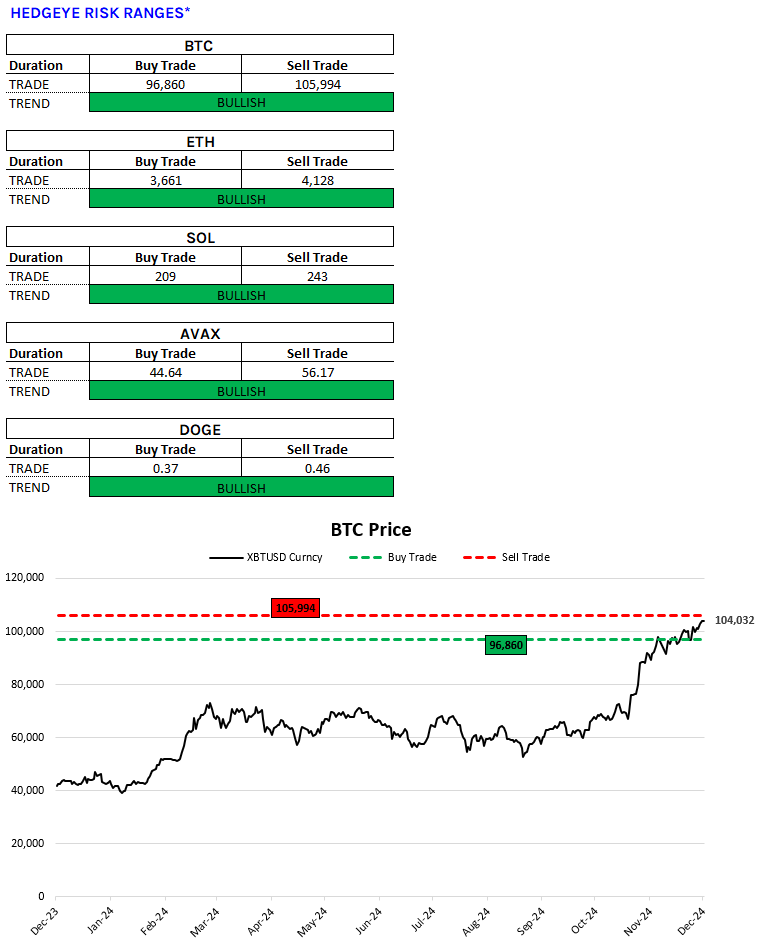 HEDGEYE RISK RANGES*
BTC
Duration Buy Trade Sell Trade
TRADE 96,860 105,994
TREND BULLISH
ETH
Duration Buy Trade Sell Trade
TRADE 3,661 4,128
TREND BULLISH
SOL
Duration Buy Trade Sell Trade
TRADE 209 243
TREND BULLISH
AVAX
Duration Buy Trade Sell Trade
TRADE 44.64 56.17
TREND BULLISH
DOGE
Duration Buy Trade Sell Trade
TRADE 0.37 0.46
TREND BULLISH
BTC Price
XBTUSD Curncy Buy Trade Sell Trade
120,000
105,994
104,032
100,000
96,860
80,000
60,000
40,000
20,000
0
Dec-23 Jan-24 Feb-24 Mar-24 Apr-24 May-24 Jun-24 Jul-24 Aug-24 Sep-24 Oct-24 Nov-24 Dec-24